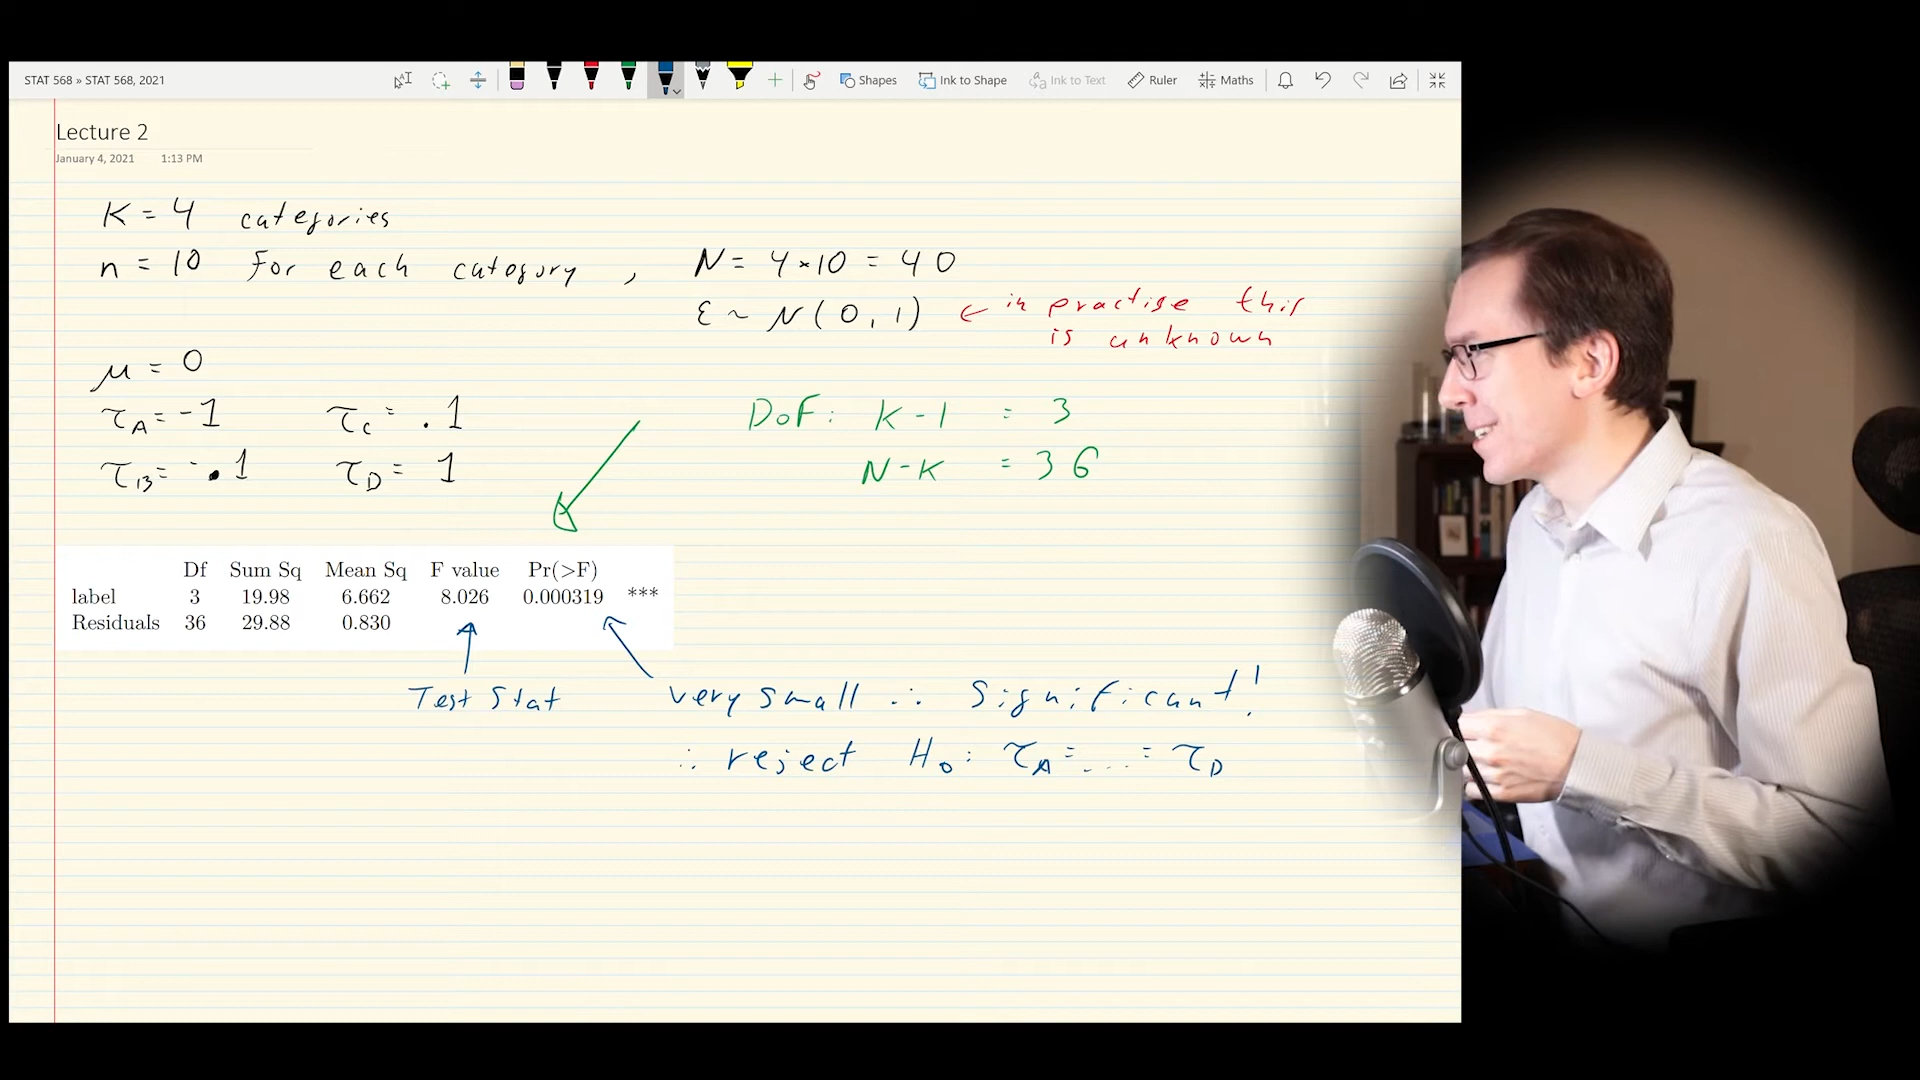 STAT 568 » STAT 568, 2021
Shapes Ink to Shape Ink to Text Ruler Maths
Lecture 2
January 4, 2021 1:13 PM
K = 4 categories
n = 10 for each category , N = 4 × 10 = 40
ε ~ N(0, 1) ← in practise this
is unknown
μ = 0
τA = -1 τC = .1
τB = -.1 τD = 1
DoF: K-1 = 3
N-K = 36
Df Sum Sq Mean Sq F value Pr(>F)
label 3 19.98 6.662 8.026 0.000319 ***
Residuals 36 29.88 0.830
Test Stat
very small ∴ Significant!
∴ reject H0: τA = ... = τD